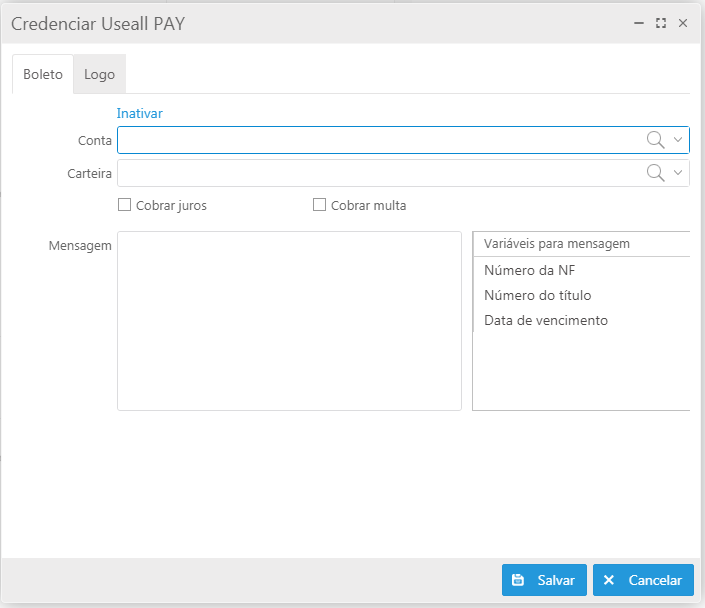 Credenciar Useall PAY
Boleto Logo
Inativar
Conta
Carteira
Cobrar juros Cobrar multa
Mensagem
Variáveis para mensagem
Número da NF
Número do título
Data de vencimento
Salvar Cancelar